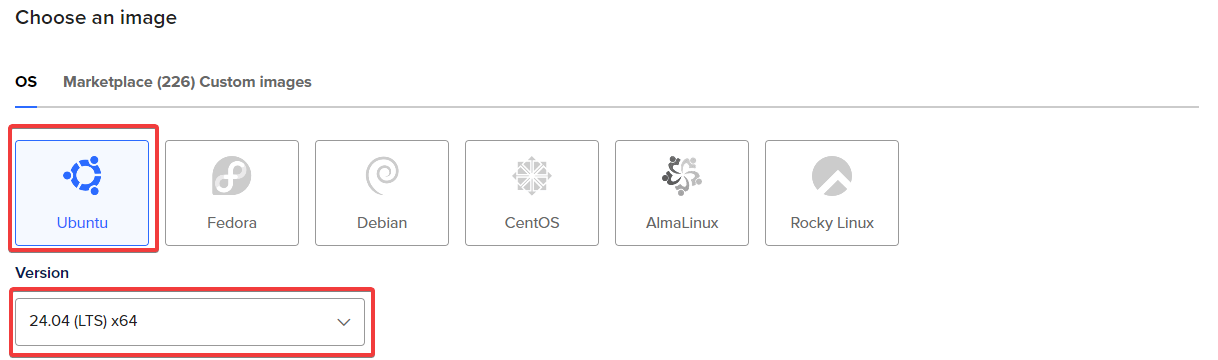 Choose an image
OS Marketplace (226) Custom images
Ubuntu Fedora Debian CentOS AlmaLinux Rocky Linux
Version
24.04 (LTS) x64